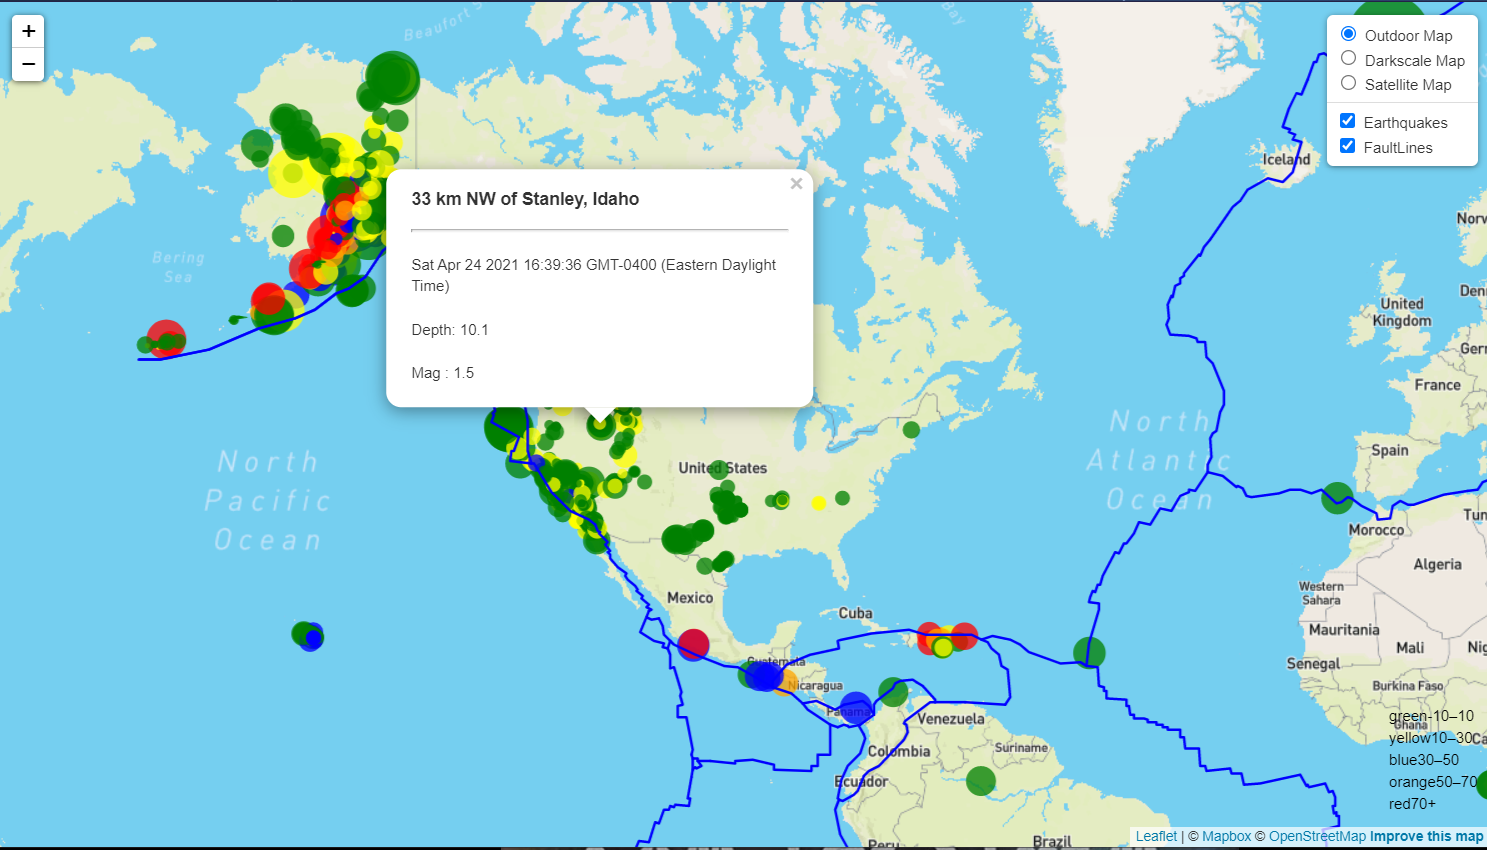 +
−
Beaufort S
Bay
Outdoor Map
Darkscale Map
Satellite Map
Earthquakes
FaultLines
Iceland
Norv
Bering
Sea
×
33 km NW of Stanley, Idaho
Sat Apr 24 2021 16:39:36 GMT-0400 (Eastern Daylight
Time)
Depth: 10.1
Mag : 1.5
United
Kingdom
Den
Gerr
France
North
Pacific
Ocean
North
Atlantic
Ocean
United States
Spain
Morocco
Tun
Algeria
Western
Sahara
Mexico
Cuba
Mauritania
Mali
Nig
Senegal
Guatemala
Nicaragua
Burkina Faso
Panama
Venezuela
Ghana
Ca
Colombia
Suriname
Ecuador
Peru
Brazil
green-10–10
yellow10–30
blue30–50
orange50–70
red70+
Leaflet | © Mapbox © OpenStreetMap Improve this map